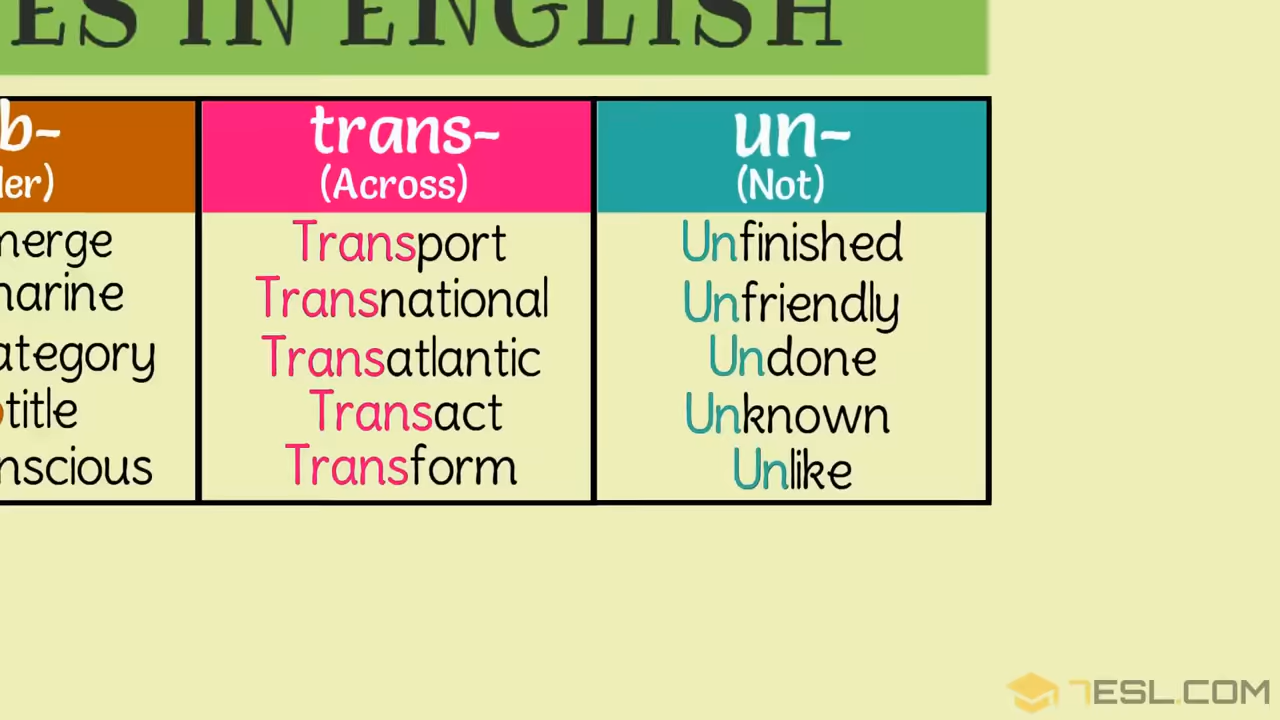 ES IN ENGLISH
b-
trans-
un-
(Across)
(Not)
Transport
Unfinished
Transnational
Unfriendly
Transatlantic
Undone
title
Transact
Unknown
Transform
Unlike
7ESL.COM